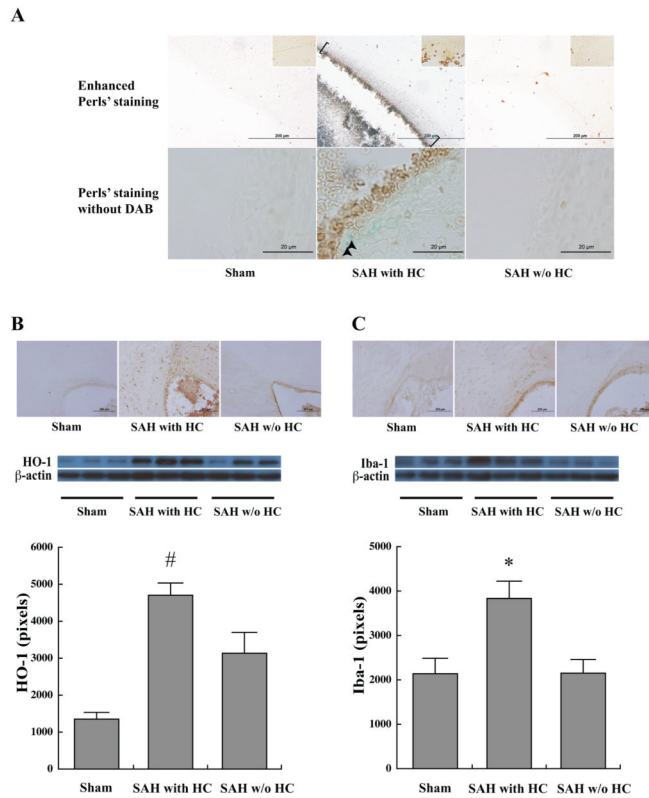 A
Enhanced
Perls’ staining
200 µm
200 µm
200 µm
Perls’ staining
without DAB
20 µm
20 µm
20 µm
Sham
SAH with HC
SAH w/o HC
B
Sham
SAH with HC
SAH w/o HC
HO-1
β-actin
Sham
SAH with HC
SAH w/o HC
HO-1 (pixels)
6000
5000
4000
3000
2000
1000
0
#
Sham
SAH with HC
SAH w/o HC
C
Sham
SAH with HC
SAH w/o HC
Iba-1
β-actin
Sham
SAH with HC
SAH w/o HC
Iba-1 (pixels)
5000
4000
3000
2000
1000
0
*
Sham
SAH with HC
SAH w/o HC